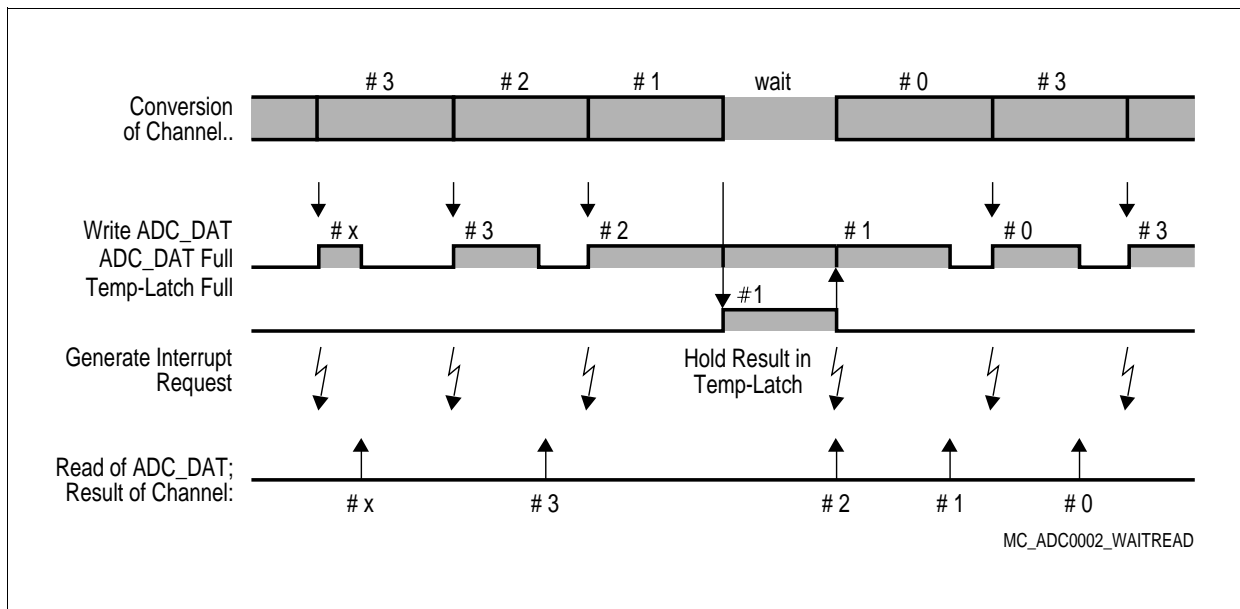 # 3 # 2 # 1 wait # 0 # 3
Conversion
of Channel..
Write ADC_DAT
ADC_DAT Full
Temp-Latch Full
# x # 3 # 2 # 1 # 0 # 3
#1
Generate Interrupt
Request
Hold Result in
Temp-Latch
Read of ADC_DAT;
Result of Channel:
# x # 3 # 2 # 1 # 0
MC_ADC0002_WAITREAD